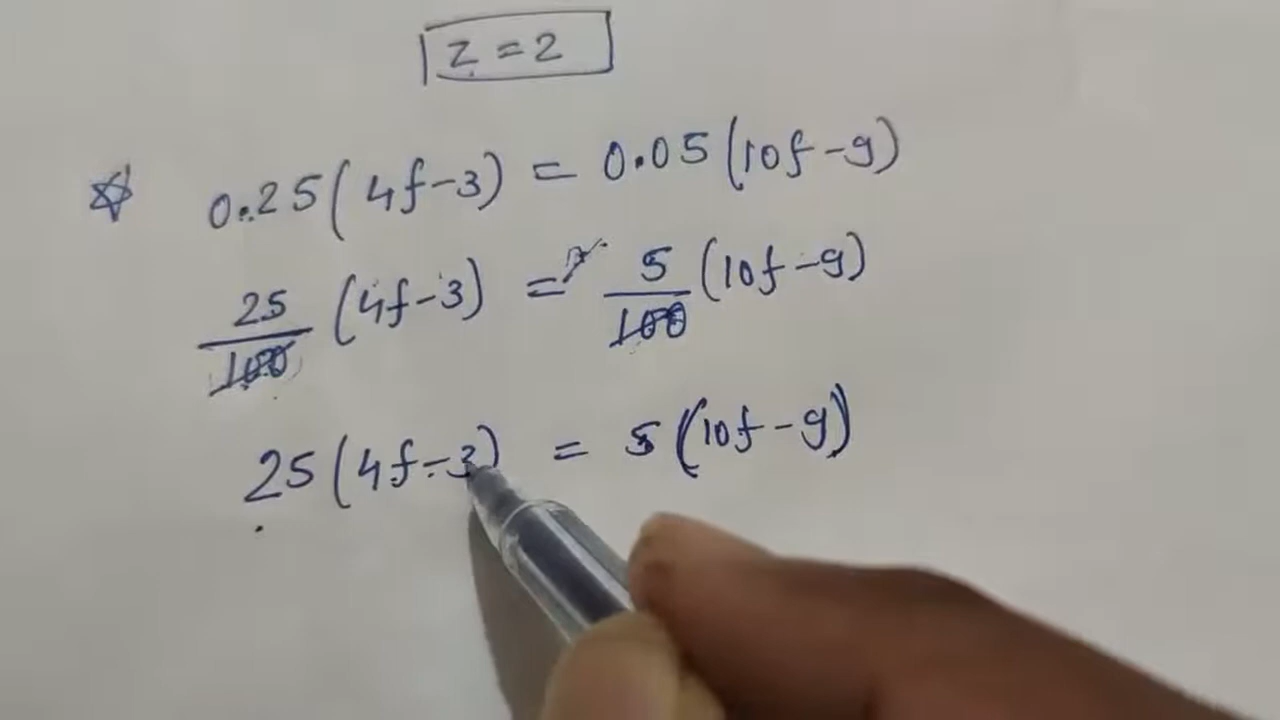 z = 2
☆ 0.25(4f-3) = 0.05(10f-9)
25/100 (4f-3) = 5/100 (10f-9)
25(4f-3) = 5(10f-9)